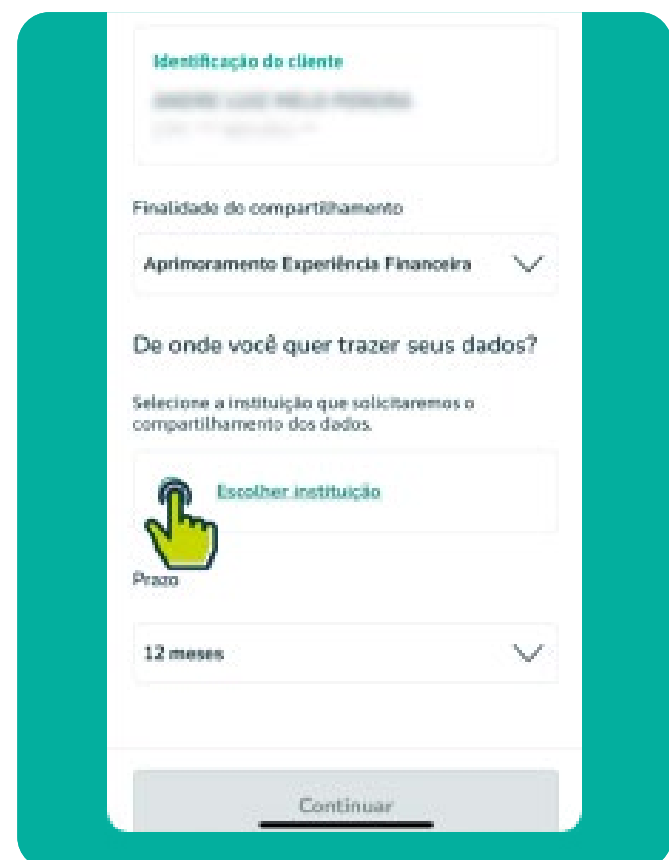 Identificação do cliente
Finalidade do compartilhamento
Aprimoramento Experiência Financeira
De onde você quer trazer seus dados?
Selecione a instituição que solicitaremos o
compartilhamento dos dados.
Escolher instituição
Prazo
12 meses
Continuar